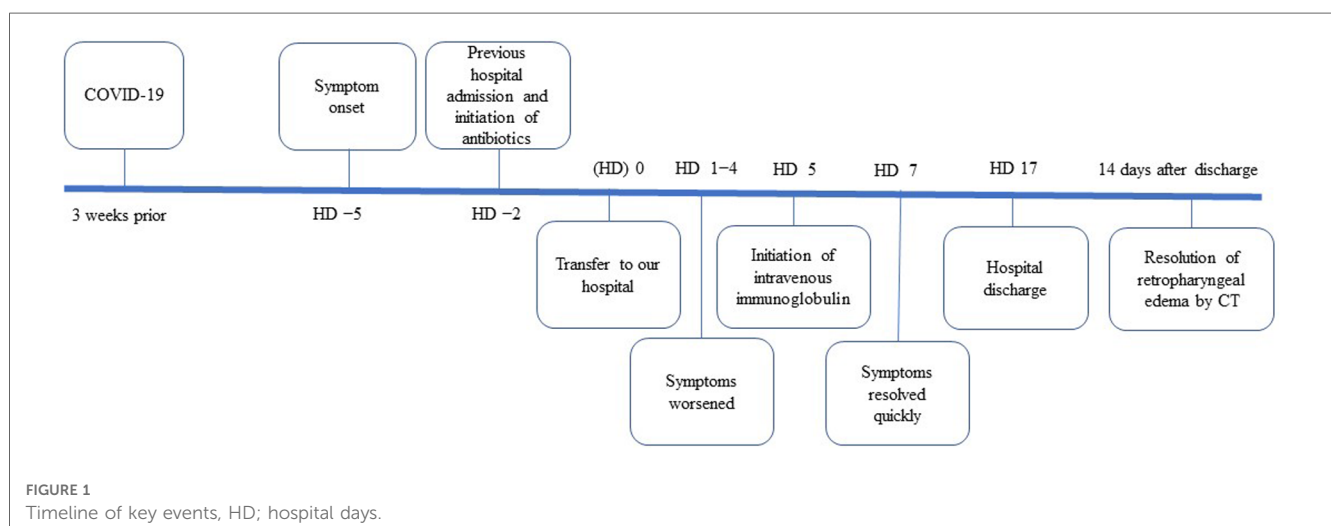 COVID-19
Symptom
onset
Previous
hospital
admission and
initiation of
antibiotics
(HD) 0
HD 1−4
HD 5
HD 7
HD 17
14 days after discharge
3 weeks prior
HD −5
HD −2
Transfer to our
hospital
Initiation of
intravenous
immunoglobulin
Hospital
discharge
Resolution of
retropharyngeal
edema by CT
Symptoms
worsened
Symptoms
resolved
quickly
FIGURE 1
Timeline of key events, HD; hospital days.